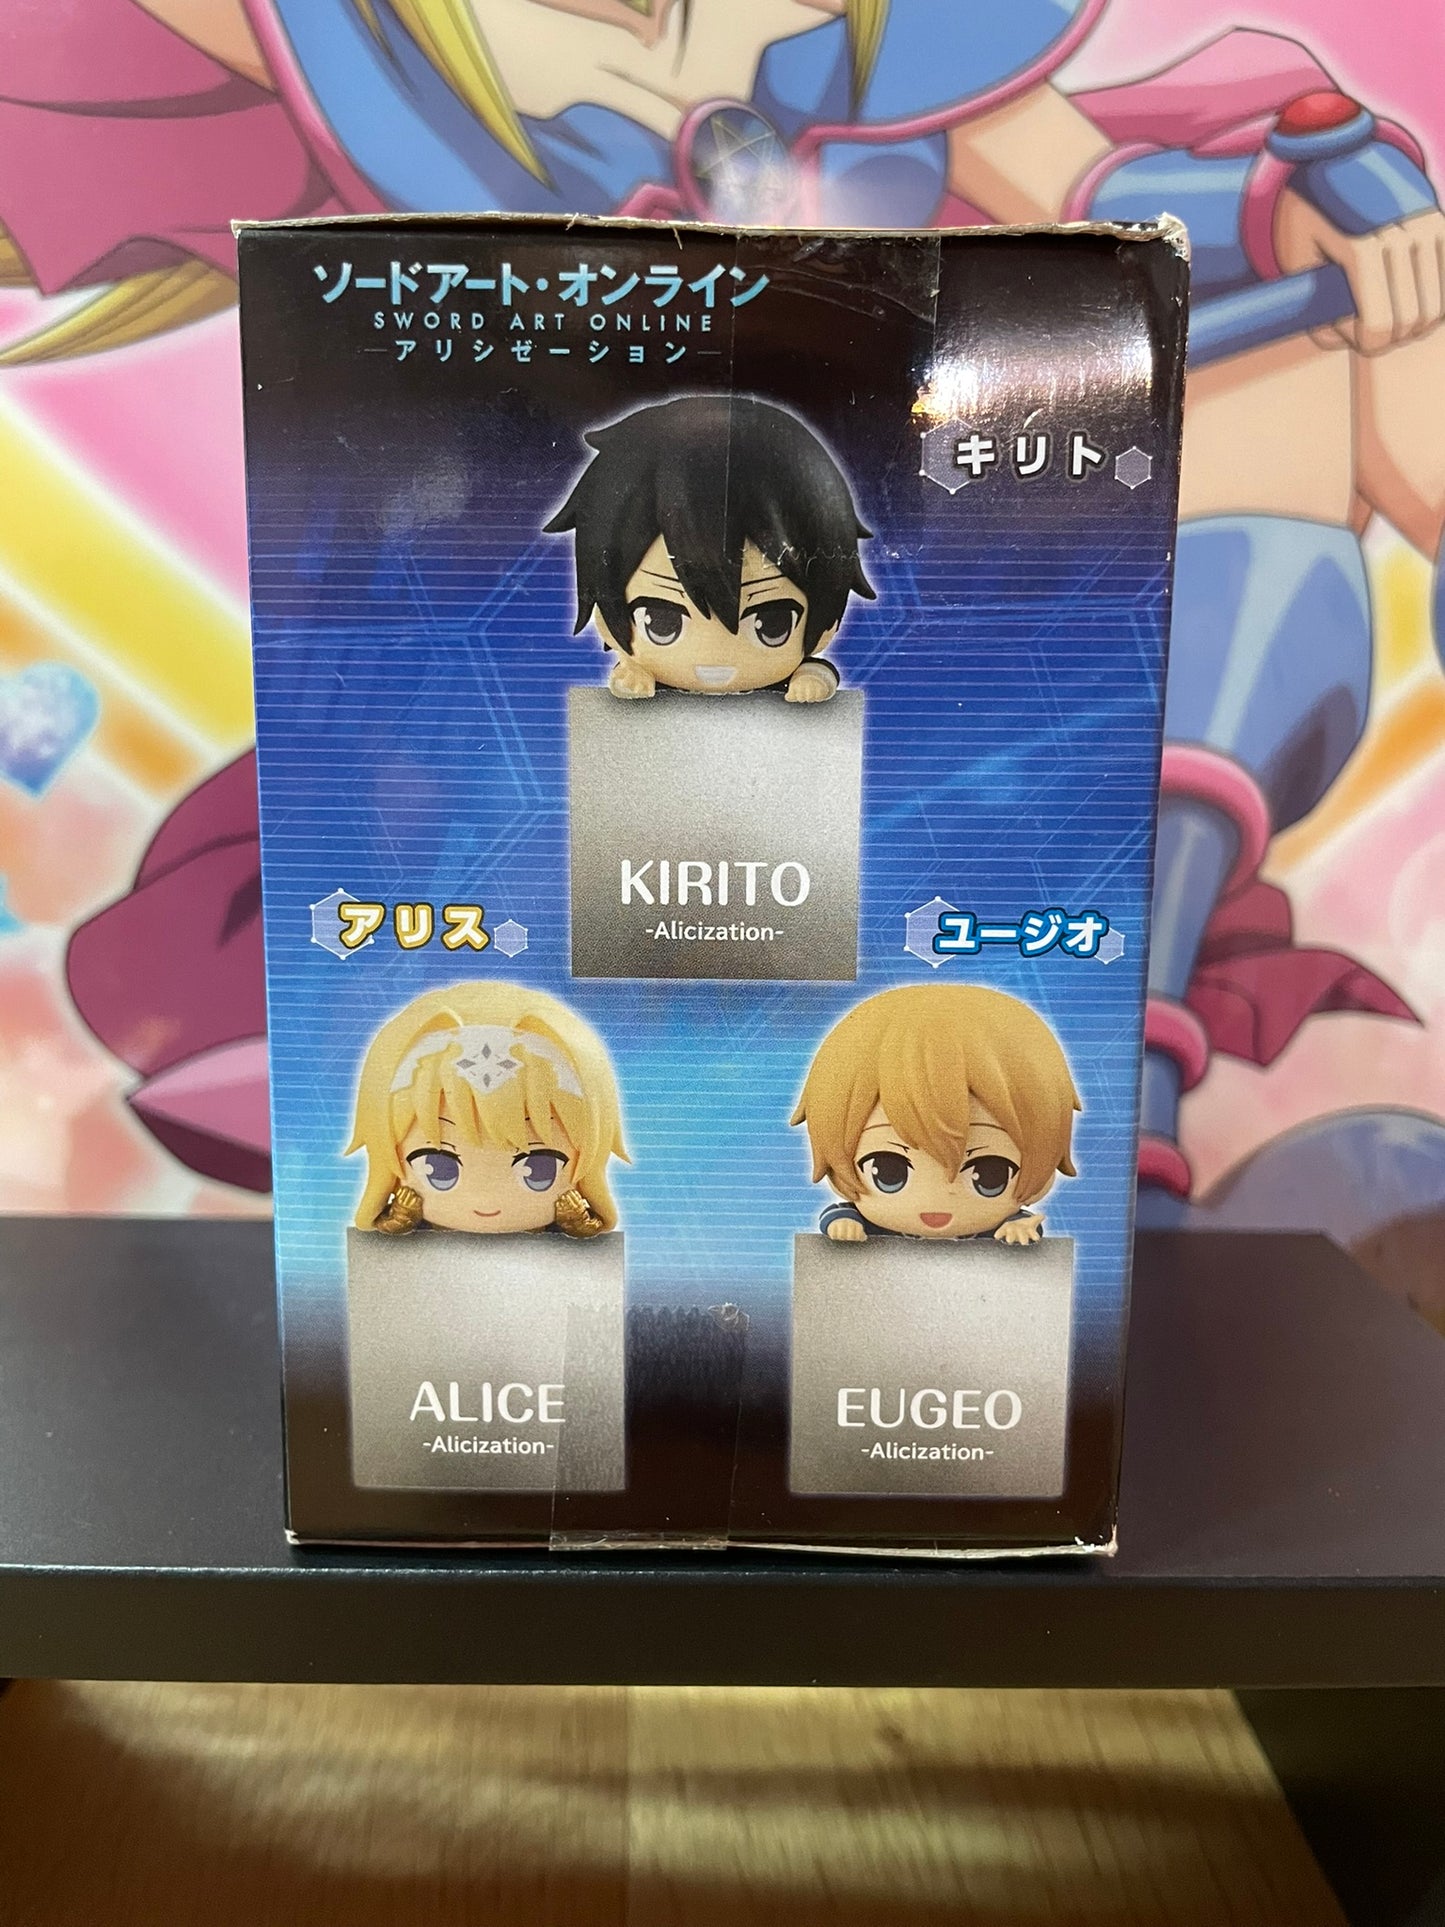 ソードアート・オンライン
SWORD ART ONLINE
アリシゼーション
キリト
KIRITO
-Alicization-
アリス
ユージオ
ALICE
-Alicization-
EUGEO
-Alicization-